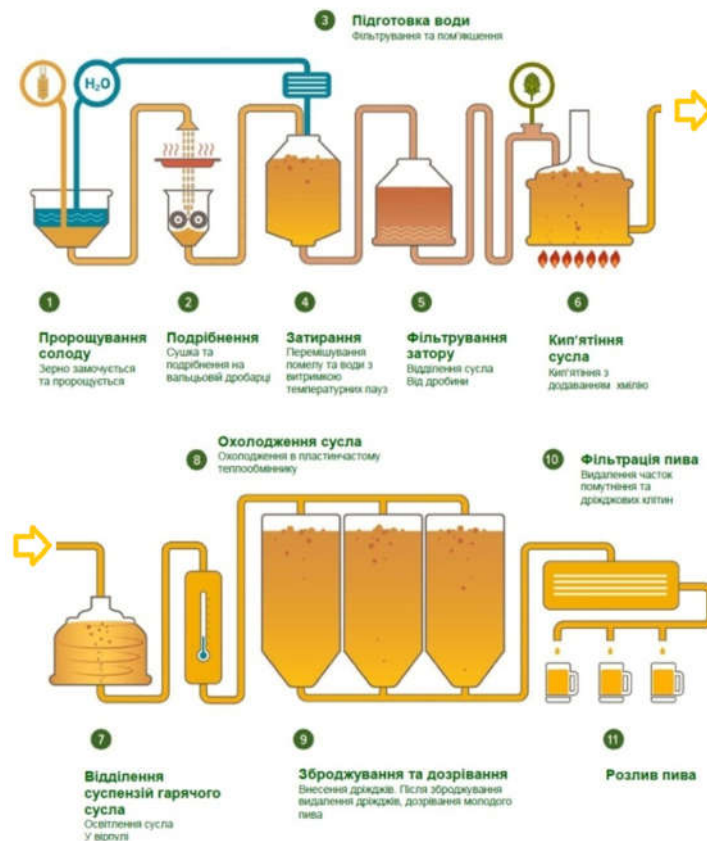 3
Підготовка води
Фільтрування та пом'якшення
H₂O
1
Пророщування
солоду
Зерно замочується
та пророщується
2
Подрібнення
Сушка та
подрібнення на
вальцьовій дробарці
4
Затирання
Перемішування
помелу та води з
витримкою
температурних пауз
5
Фільтрування
затору
Відділення сусла
Від дробини
6
Кип'ятіння
сусла
Кип'ятіння з
додаванням хмілію
8
Охолодження сусла
Охолодження в пластинчастому
теплообміннику
10
Фільтрація пива
Видалення часток
помутніння та
дріжджових клітин
7
Відділення
суспензій гарячого
сусла
Освітлення сусла
У вірпулі
9
Зброджування та дозрівання
Внесення дріжджів. Після зброджування
видалення дріжджів, дозрівання молодого
пива
11
Розлив пива